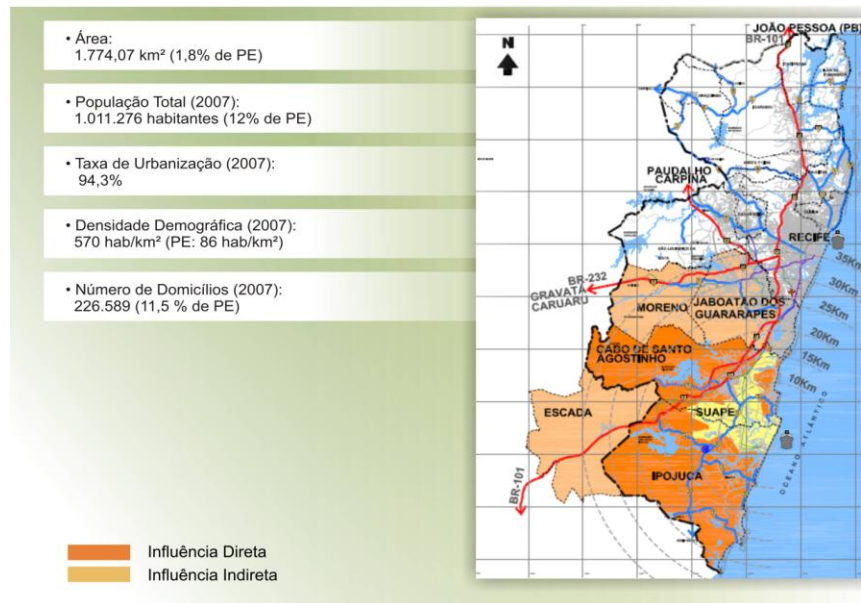 • Área:
1.774,07 km² (1,8% de PE)
• População Total (2007):
1.011.276 habitantes (12% de PE)
• Taxa de Urbanização (2007):
94,3%
• Densidade Demográfica (2007):
570 hab/km² (PE: 86 hab/km²)
• Número de Domicílios (2007):
226.589 (11,5 % de PE)
JOÃO PESSOA (PB)
BR-101
N
PAUDALHO
CARPINA
RECIFE
35Km
BR-232
GRAVATÁ
CARUARU
30Km
MORENO
JABOATÃO DOS
GUARARAPES
25Km
20Km
CABO DE SANTO
AGOSTINHO
15Km
10Km
ESCADA
SUAPE
OCEANO ATLÂNTICO
IPOJUCA
BR-101
Influência Direta
Influência Indireta